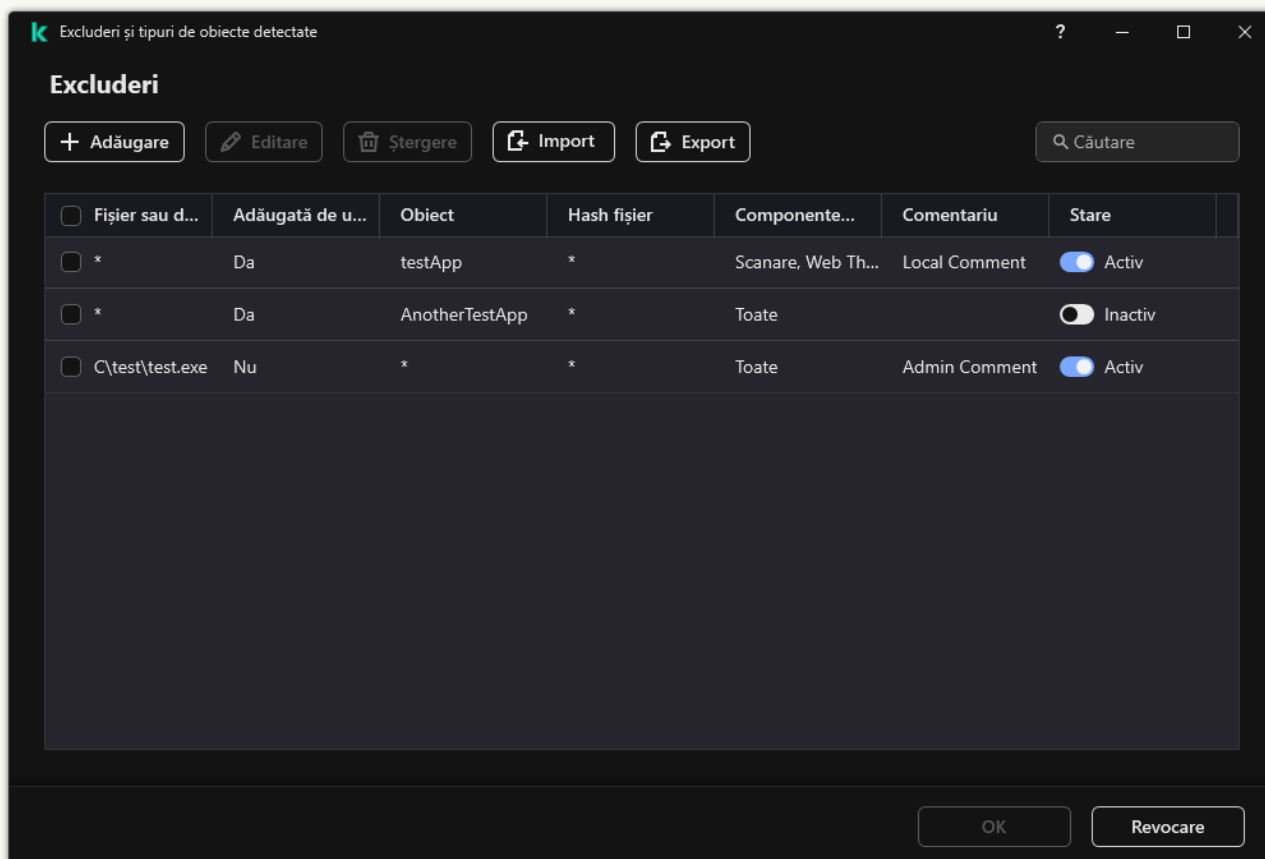 Excluderi și tipuri de obiecte detectate
?
Excluderi
Adăugare Editare Ștergere Import Export Căutare
Fișier sau d... Adăugată de u... Obiect Hash fișier Componente... Comentariu Stare
* Da testApp * Scanare, Web Th... Local Comment Activ
* Da AnotherTestApp * Toate Inactiv
C\test\test.exe Nu * * Toate Admin Comment Activ
OK Revocare